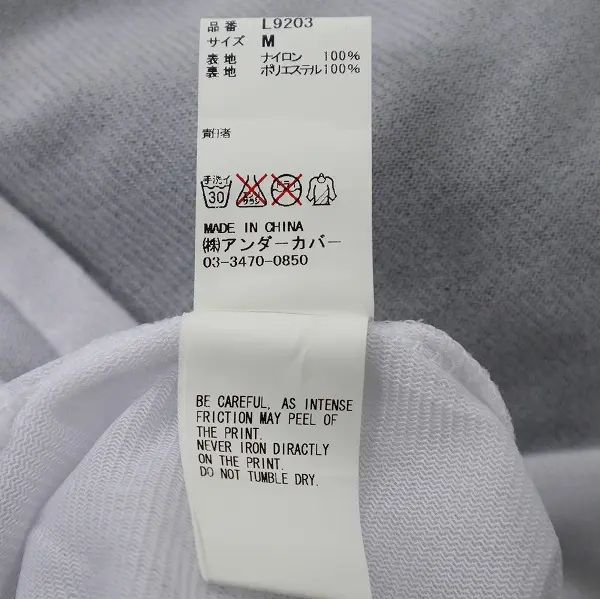 品番 L9203
サイズ M
表地 ナイロン 100%
裏地 ポリエステル100%
責任者
手洗イ
30
MADE IN CHINA
㈱アンダーカバー
03-3470-0850
BE CAREFUL, AS INTENSE
FRICTION MAY PEEL OF
THE PRINT.
NEVER IRON DIRACTLY
ON THE PRINT.
DO NOT TUMBLE DRY.